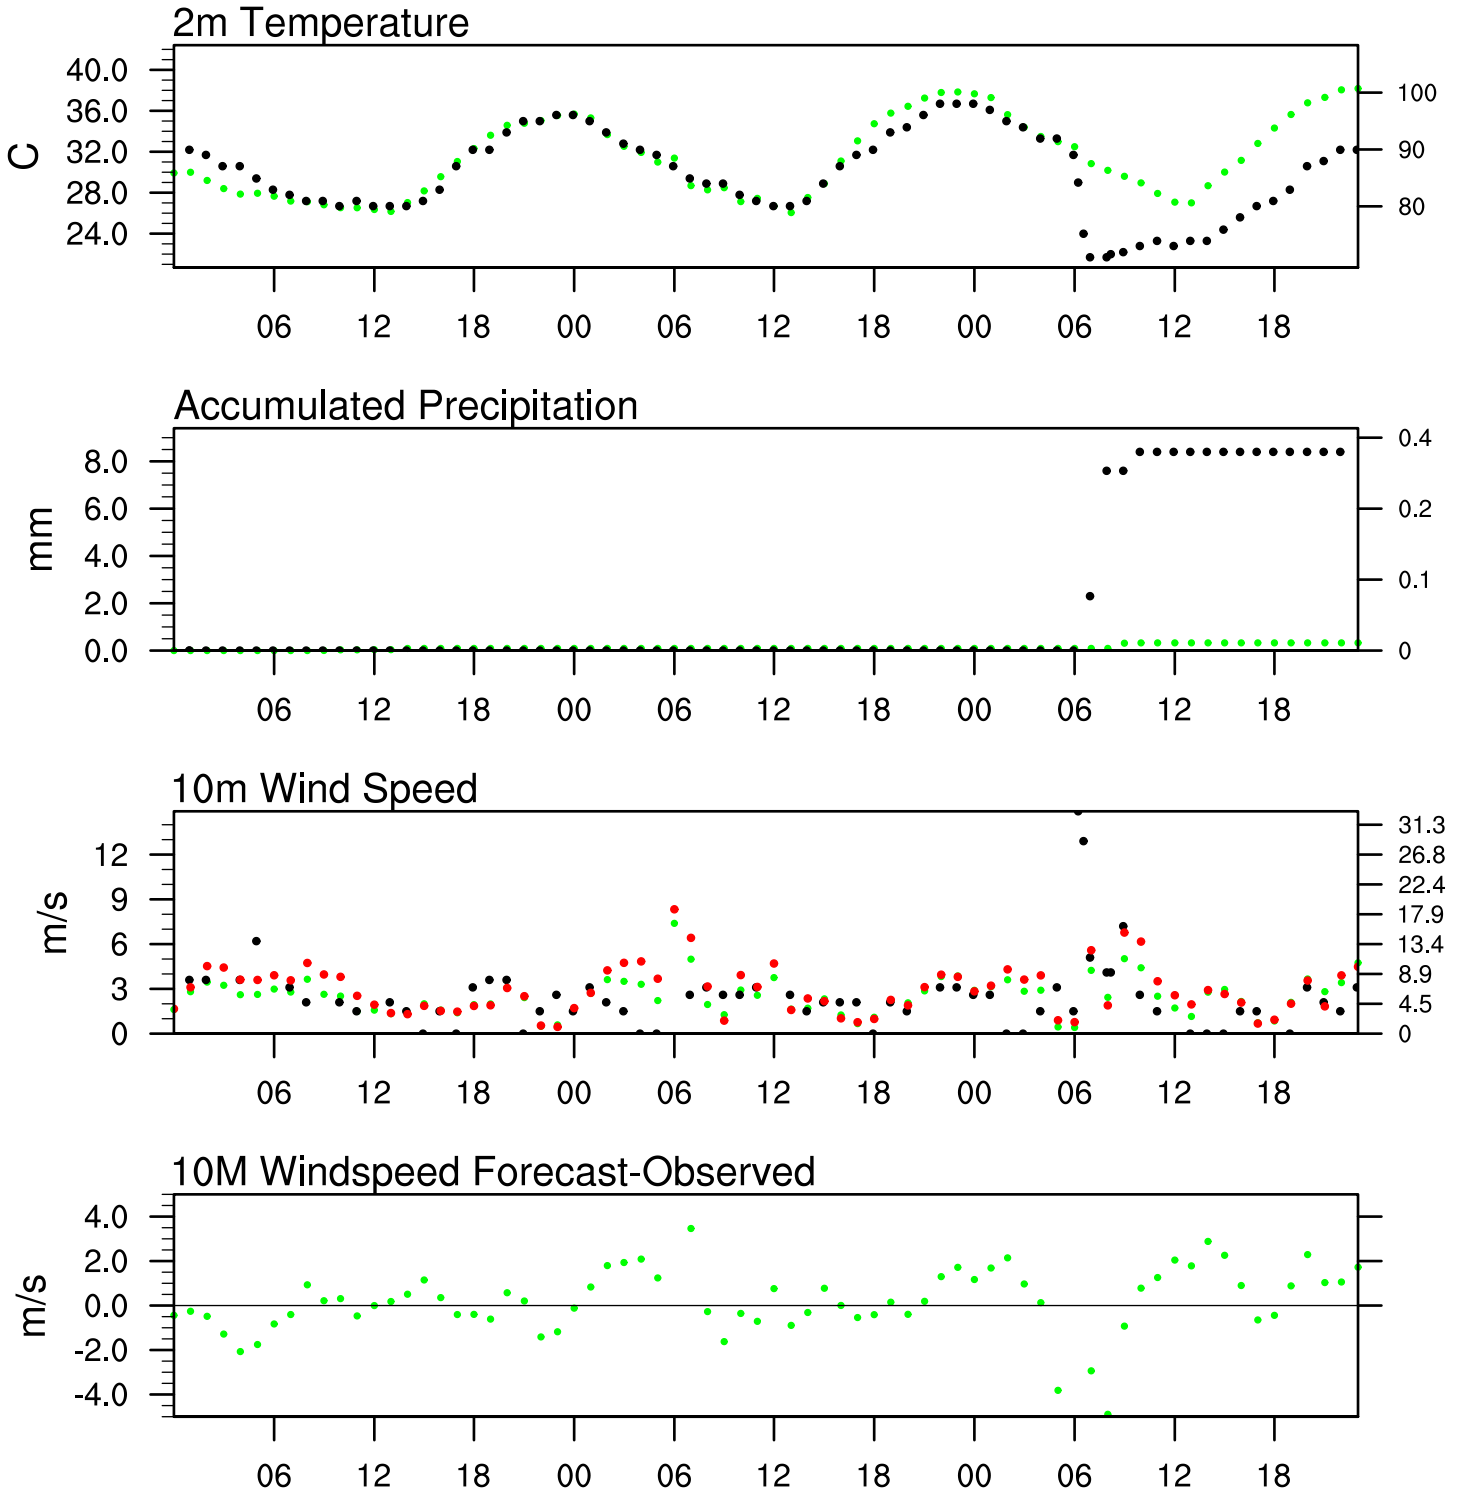 2m Temperature
C
40.0
36.0
32.0
28.0
24.0
100
90
80
06 12 18 00 06 12 18 00 06 12 18
Accumulated Precipitation
mm
8.0
6.0
4.0
2.0
0.0
0.4
0.2
0.1
0
06 12 18 00 06 12 18 00 06 12 18
10m Wind Speed
m/s
12
9
6
3
0
31.3
26.8
22.4
17.9
13.4
8.9
4.5
0
06 12 18 00 06 12 18 00 06 12 18
10M Windspeed Forecast-Observed
m/s
4.0
2.0
0.0
-2.0
-4.0
06 12 18 00 06 12 18 00 06 12 18